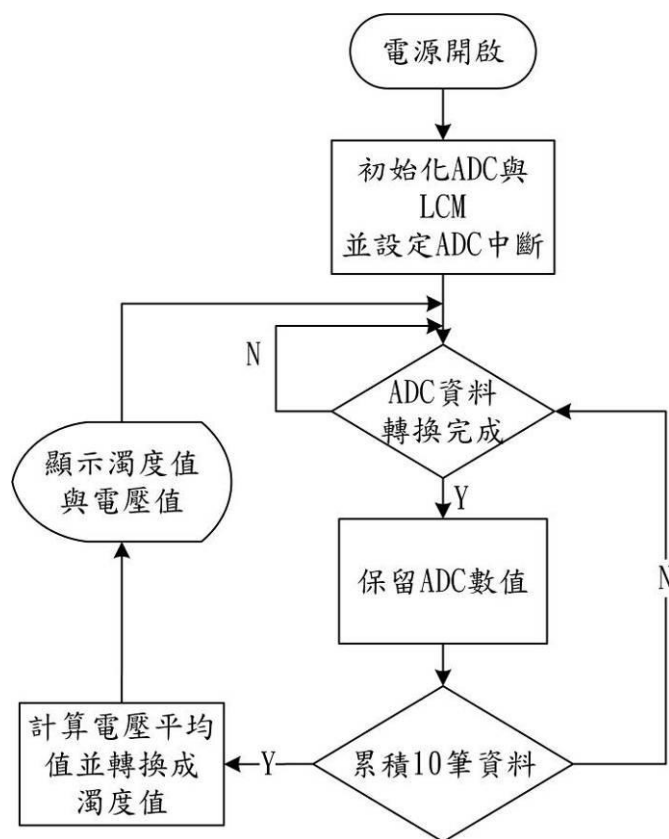 電源開啟
初始化ADC與
LCM
並設定ADC中斷
N
ADC資料
轉換完成
顯示濁度值
與電壓值
Y
保留ADC數值
N
計算電壓平均
值並轉換成
濁度值
Y
累積10筆資料